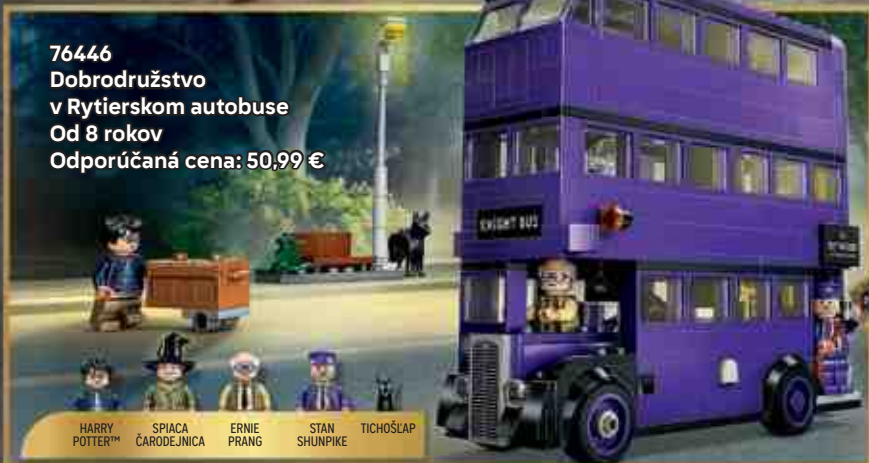 76446
Dobrodružstvo
v Rytierskom autobuse
Od 8 rokov
Odporúčaná cena: 50,99 €
KNIGHT BUS
HARRY
POTTER™
SPIACA
ČARODEJNICA
ERNIE
PRANG
STAN
SHUNPIKE
TICHOŠĽAP